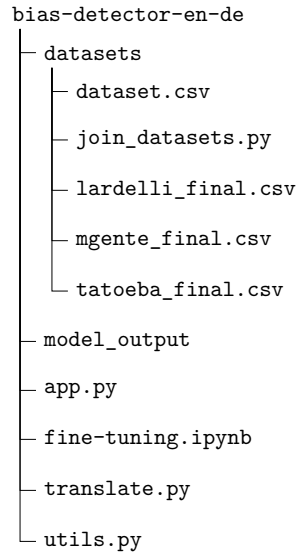 bias-detector-en-de
datasets
dataset.csv
join_datasets.py
lardelli_final.csv
mgente_final.csv
tatoeba_final.csv
model_output
app.py
fine-tuning.ipynb
translate.py
utils.py